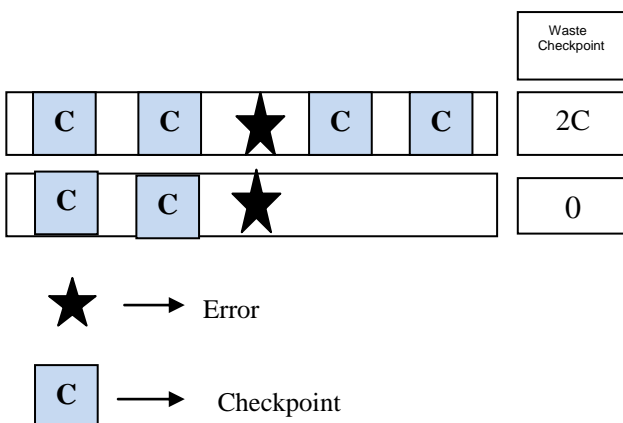 Waste
Checkpoint
C C C C 2C
C C 0
Error
C Checkpoint